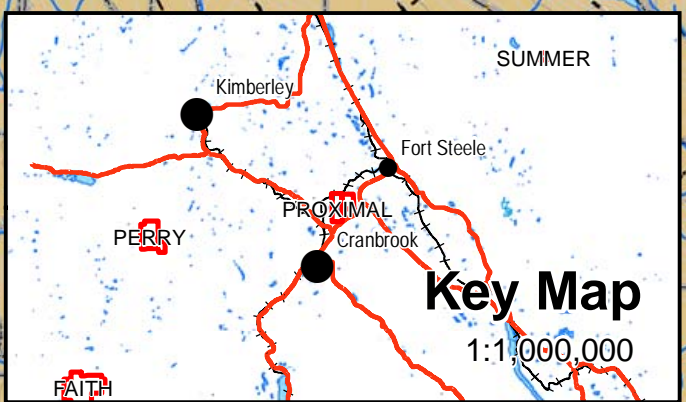 SUMMER
Kimberley
Fort Steele
PROXIMAL
PERRY
Cranbrook
Key Map
1:1,000,000
FAITH